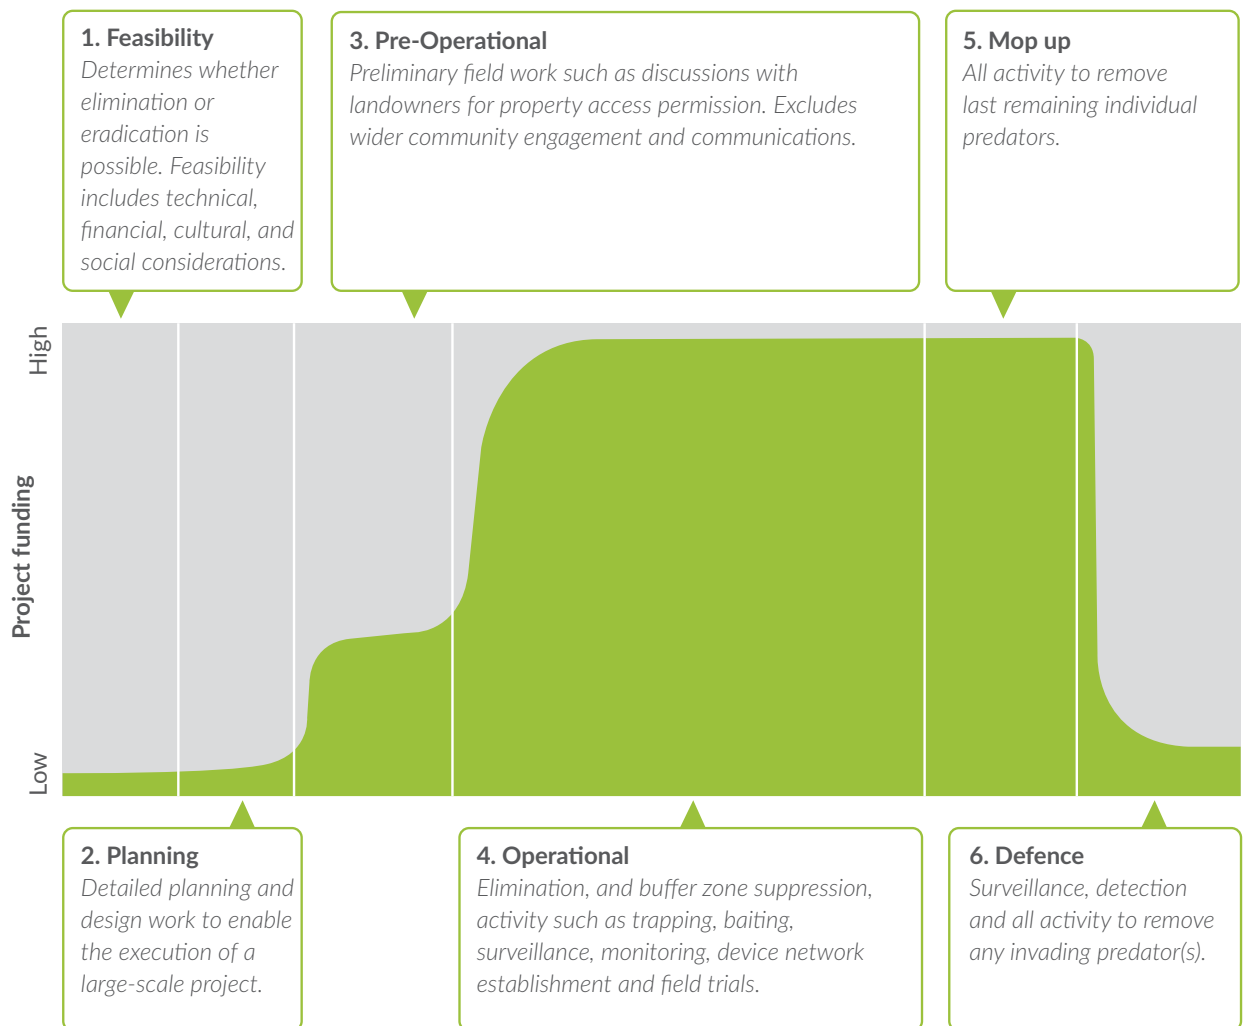 1. Feasibility
Determines whether
elimination or
eradication is
possible. Feasibility
includes technical,
financial, cultural, and
social considerations.
3. Pre-Operational
Preliminary field work such as discussions with
landowners for property access permission. Excludes
wider community engagement and communications.
5. Mop up
All activity to remove
last remaining individual
predators.
High
Project funding
Low
2. Planning
Detailed planning and
design work to enable
the execution of a
large-scale project.
4. Operational
Elimination, and buffer zone suppression,
activity such as trapping, baiting,
surveillance, monitoring, device network
establishment and field trials.
6. Defence
Surveillance, detection
and all activity to remove
any invading predator(s).